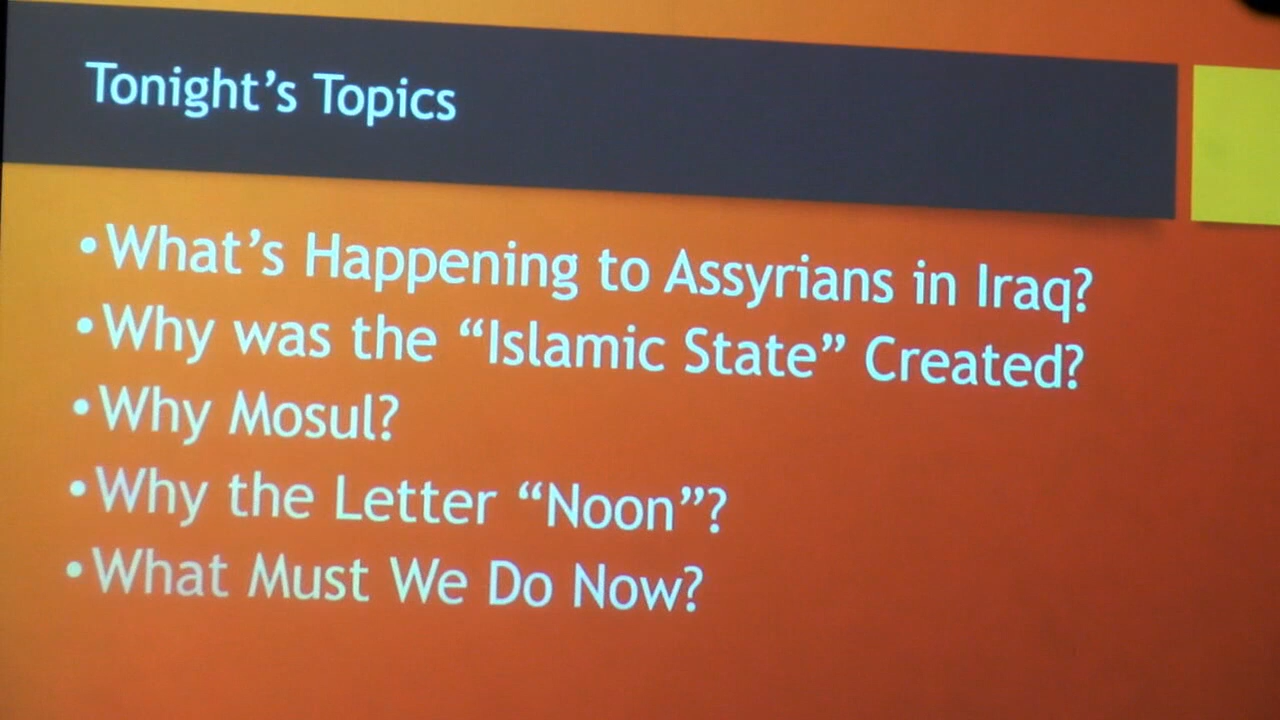 Tonight’s Topics
•What’s Happening to Assyrians in Iraq?
•Why was the “Islamic State” Created?
•Why Mosul?
•Why the Letter “Noon”?
•What Must We Do Now?